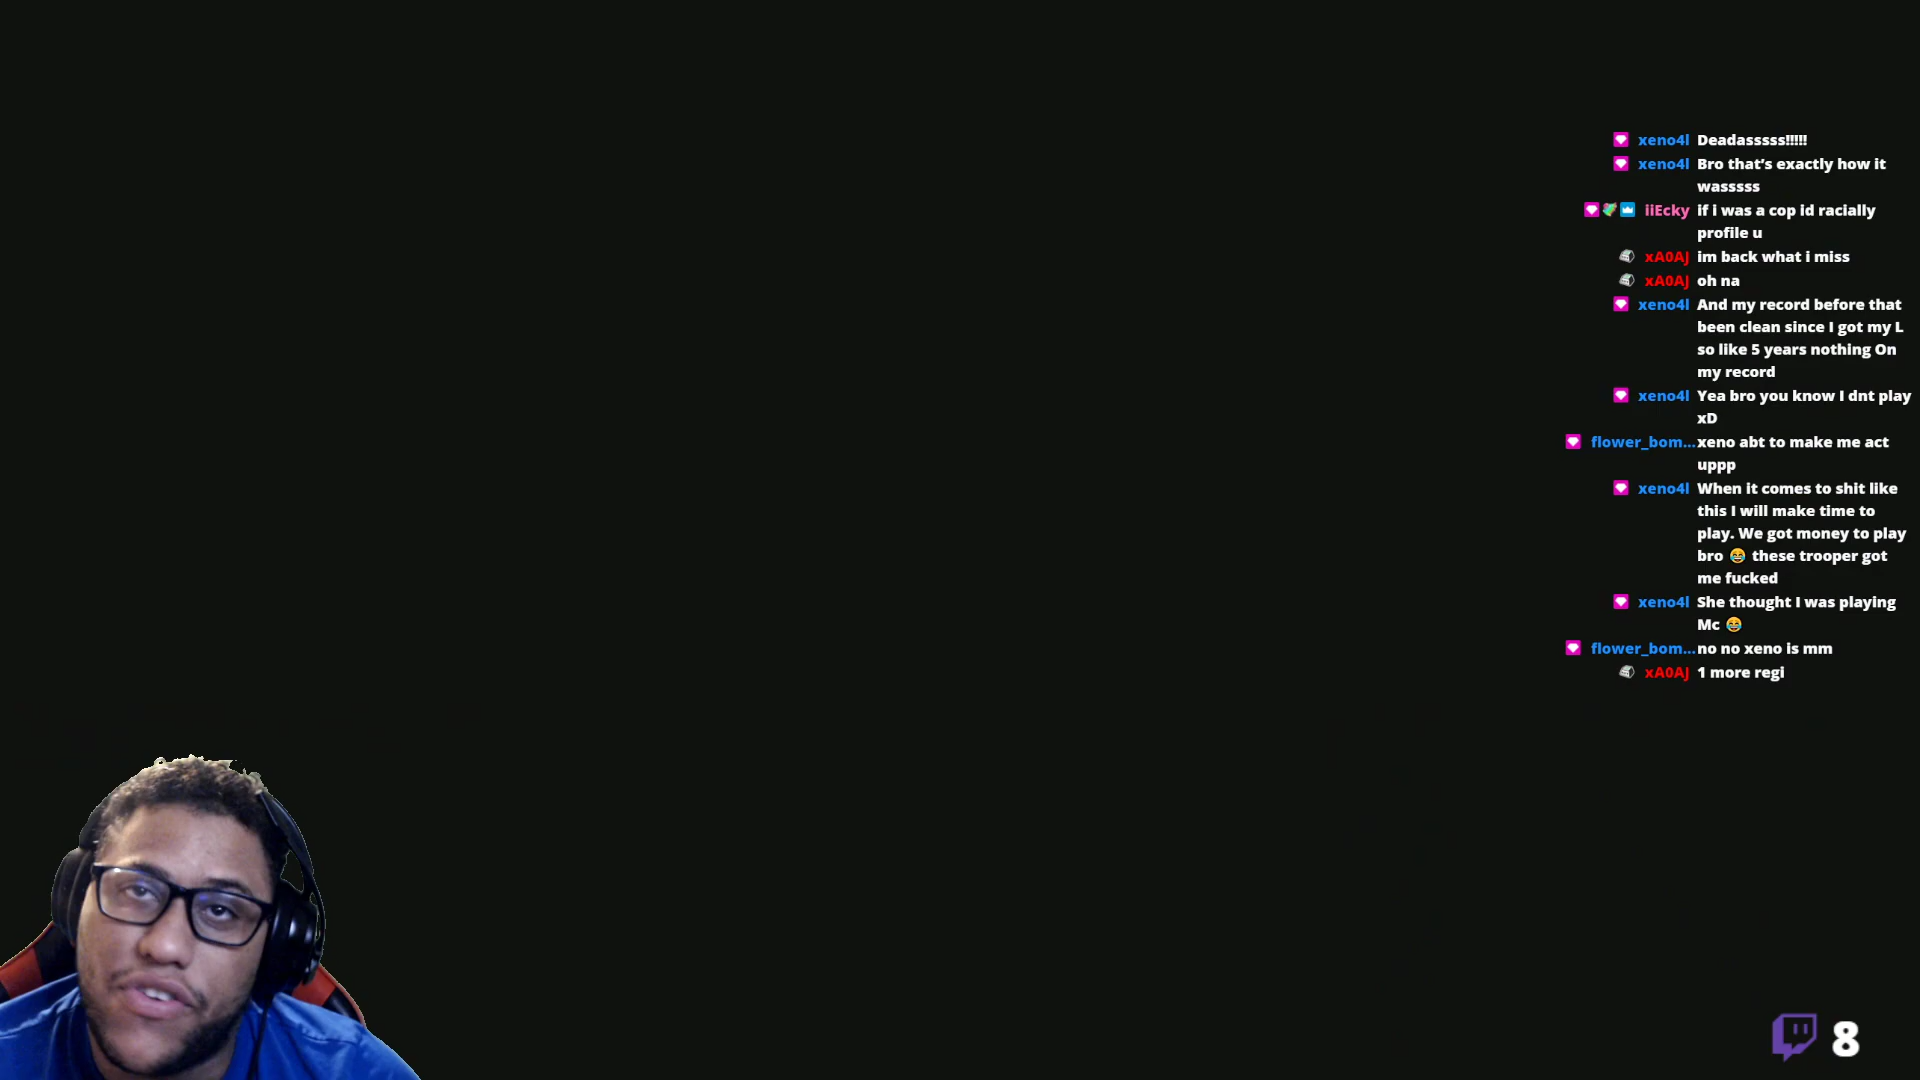 xeno4l Deadasssss!!!!!
xeno4l Bro that's exactly how it
wasssss
iiEcky if i was a cop id racially
profile u
xA0AJ im back what i miss
xA0AJ oh na
xeno4l And my record before that
been clean since I got my L
so like 5 years nothing On
my record
xeno4l Yea bro you know I dnt play
xD
flower_bom... xeno abt to make me act
uppp
xeno4l When it comes to shit like
this I will make time to
play. We got money to play
bro 😂 these trooper got
me fucked
xeno4l She thought I was playing
Mc 😂
flower_bom... no no xeno is mm
xA0AJ 1 more regi
8